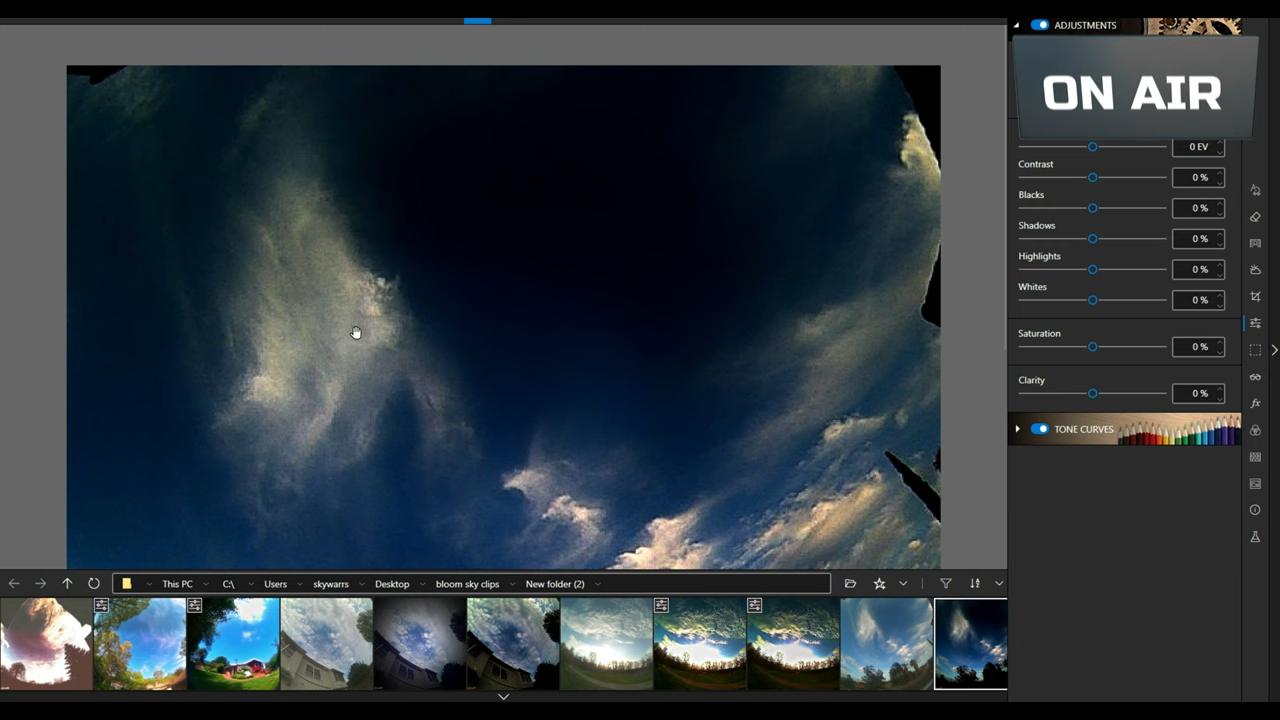 ADJUSTMENTS
ON AIR
0 EV
Contrast
0 %
Blacks
0 %
Shadows
0 %
Highlights
0 %
Whites
0 %
Saturation
0 %
Clarity
0 %
TONE CURVES
This PC C:\ Users skywarrs Desktop bloom sky clips New folder (2)